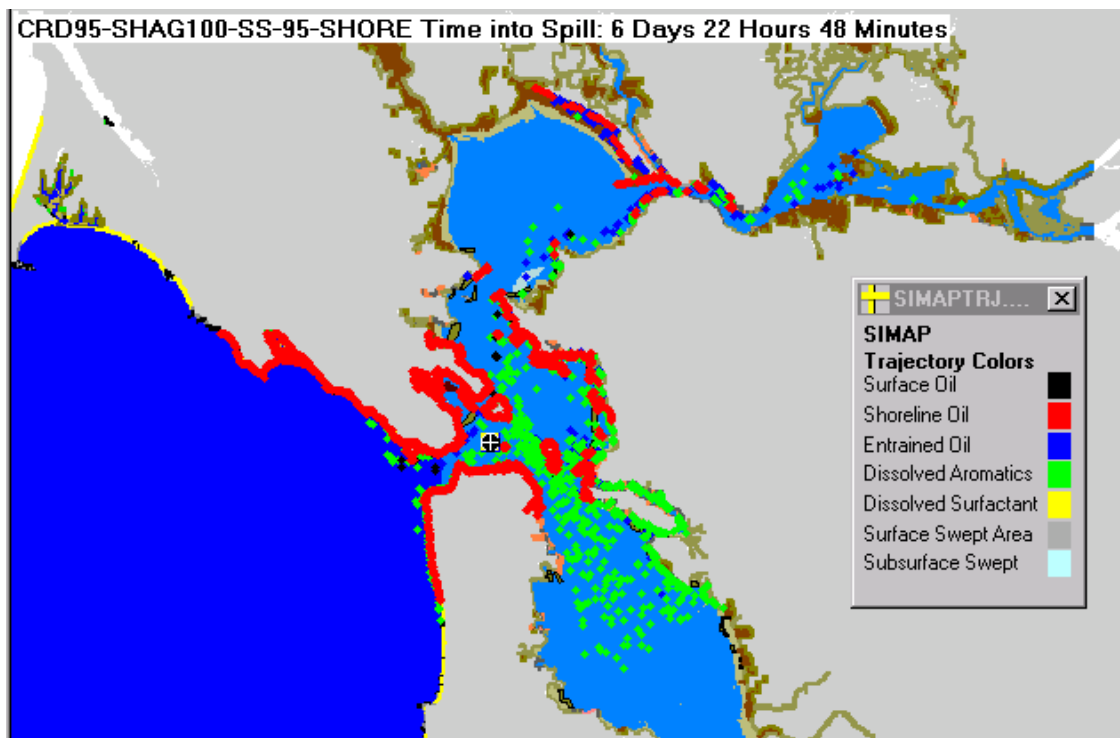 CRD95-SHAG100-SS-95-SHORE Time into Spill: 6 Days 22 Hours 48 Minutes
SIMAPTRJ....
SIMAP
Trajectory Colors
Surface Oil
Shoreline Oil
Entrained Oil
Dissolved Aromatics
Dissolved Surfactant
Surface Swept Area
Subsurface Swept